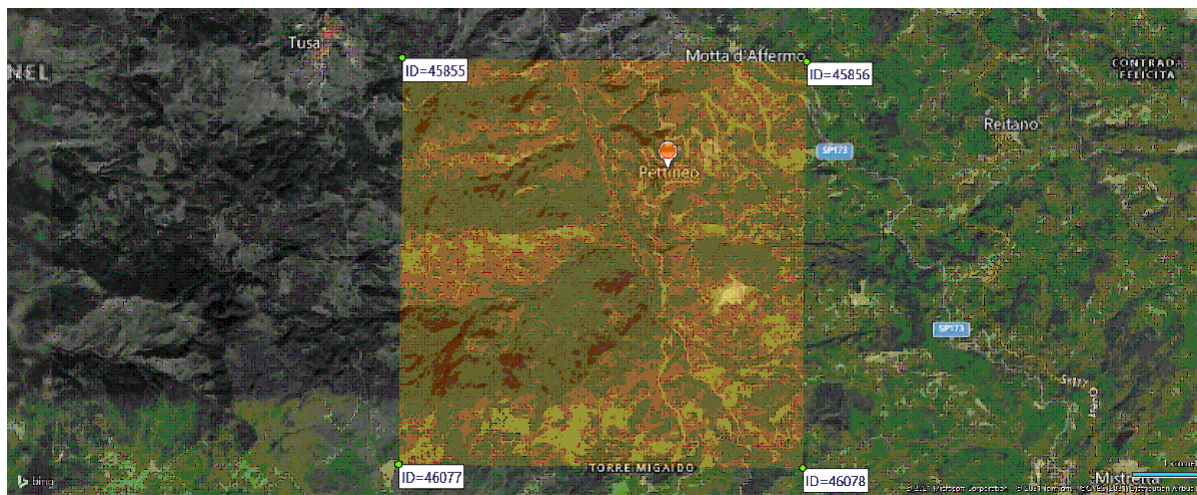 Tusa
NEL
ID=45855
Motta d'Affermo
ID=45856
CONTRADA
FELICITA
Reitano
SP173
Pettineo
SP173
ID=46077
TORRE MIGAIDO
ID=46078
Mistretta
bing